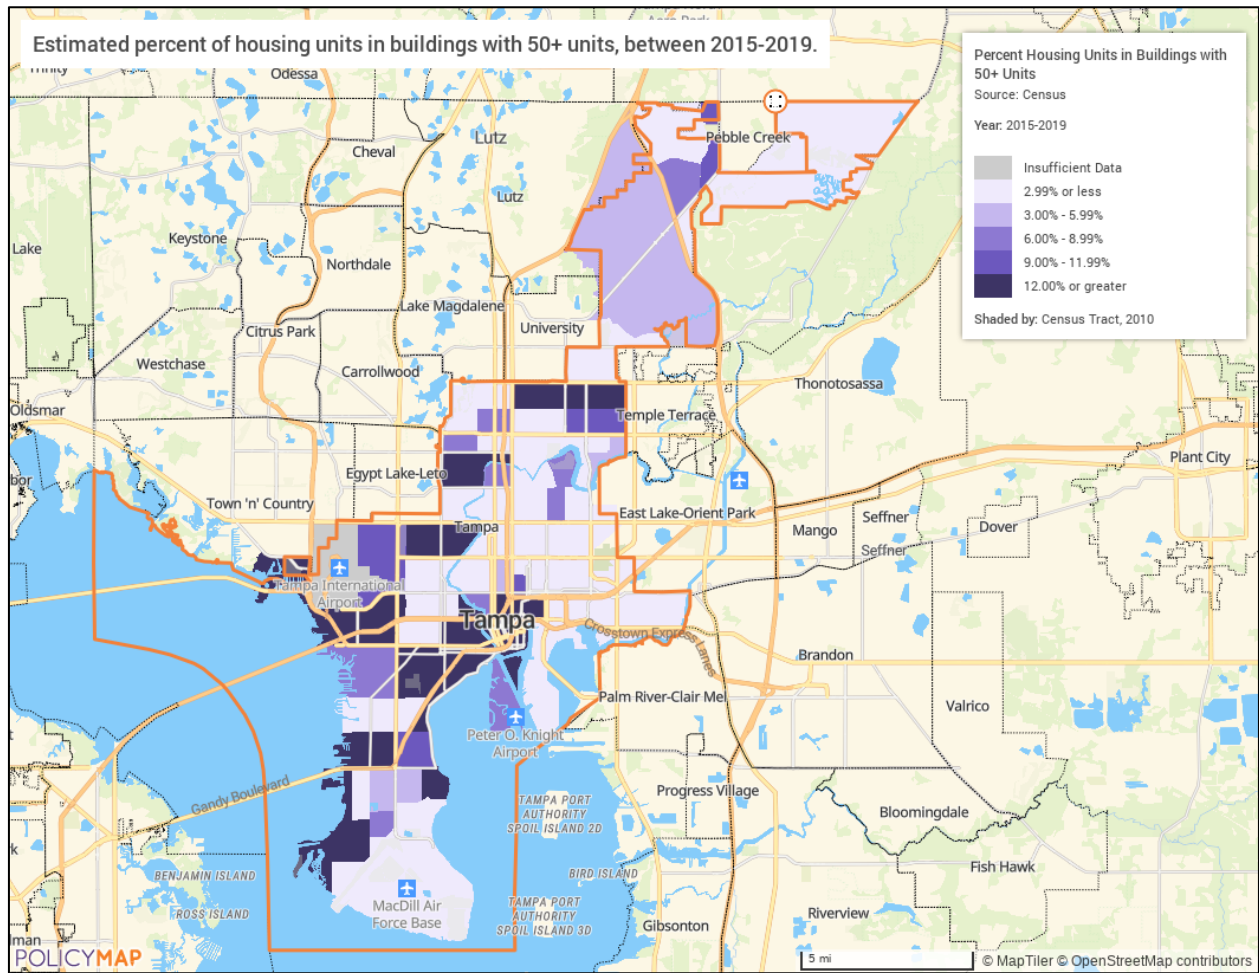 Estimated percent of housing units in buildings with 50+ units, between 2015-2019.
Percent Housing Units in Buildings with
50+ Units
Source: Census
Year: 2015-2019
Insufficient Data
2.99% or less
3.00% - 5.99%
6.00% - 8.99%
9.00% - 11.99%
12.00% or greater
Shaded by: Census Tract, 2010
Odessa
Lutz
Pebble Creek
Cheval
Lutz
Keystone
Lake
Northdale
Lake Magdalene
University
Citrus Park
Westchase
Carrollwood
Thonotosassa
Oldsmar
Temple Terrace
Plant City
Egypt Lake-Leto
Town 'n' Country
East Lake-Orient Park
Tampa
Mango
Seffner
Dover
Seffner
Tampa International
Airport
Tampa
Crosstown Express Lanes
Brandon
Palm River-Clair Mel
Valrico
Peter O. Knight
Airport
Gandy Boulevard
Progress Village
TAMPA PORT
AUTHORITY
SPOIL ISLAND 2D
Bloomingdale
BENJAMIN ISLAND
BIRD ISLAND
Fish Hawk
MacDill Air
Force Base
ROSS ISLAND
TAMPA PORT
AUTHORITY
SPOIL ISLAND 3D
Riverview
Gibsonton
POLICYMAP
5 mi
© MapTiler © OpenStreetMap contributors